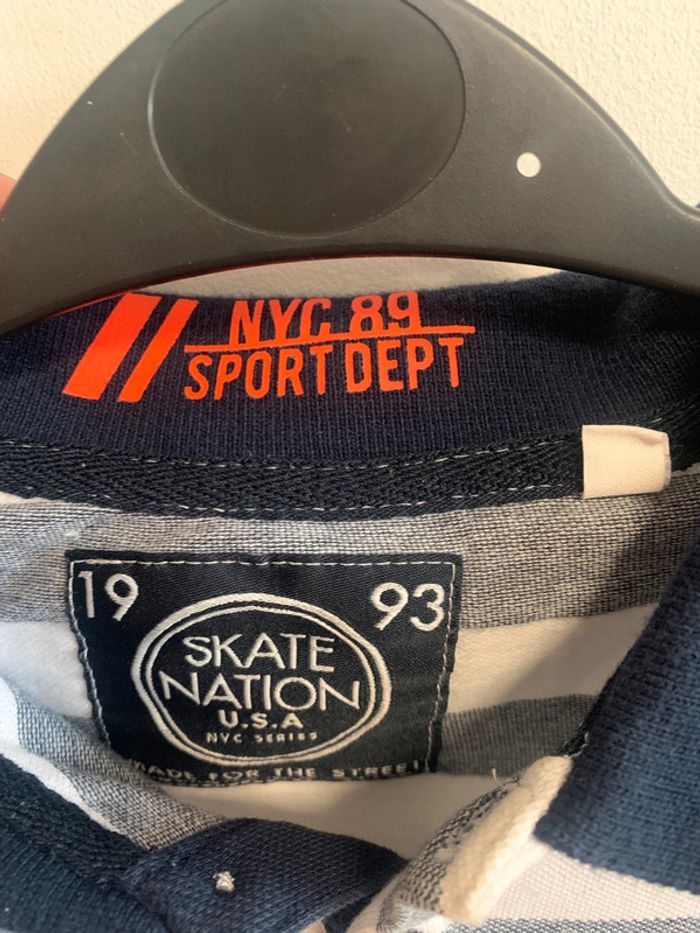 NYC 89
SPORT DEPT
19 93
SKATE
NATION
U.S.A
NYC SERIES
MADE FOR THE STREET